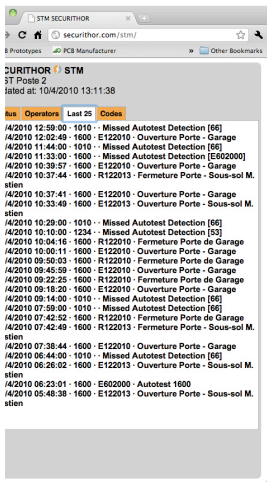 STM SECURITHOR
securithor.com/stm/
Prototypes
PCB Manufacturer
»
Other Bookmarks
CURITHOR STM
ST Poste 2
dated at: 10/4/2010 13:11:38
tus
Operators
Last 25
Codes
/4/2010 12:59:00 · 1010 · · Missed Autotest Detection [66]
/4/2010 12:02:49 · 1600 · E122010 · Ouverture Porte - Garage
/4/2010 11:44:00 · 1010 · · Missed Autotest Detection [66]
/4/2010 11:33:00 · 1600 · · Missed Autotest Detection [E602000]
/4/2010 10:39:57 · 1600 · E122010 · Ouverture Porte - Garage
/4/2010 10:37:44 · 1600 · R122013 · Fermeture Porte - Sous-sol M.
stien
/4/2010 10:37:41 · 1600 · E122010 · Ouverture Porte - Garage
/4/2010 10:33:49 · 1600 · E122013 · Ouverture Porte - Sous-sol M.
stien
/4/2010 10:29:00 · 1010 · · Missed Autotest Detection [66]
/4/2010 10:10:00 · 1234 · · Missed Autotest Detection [53]
/4/2010 10:04:16 · 1600 · R122010 · Fermeture Porte de Garage
/4/2010 10:00:11 · 1600 · E122010 · Ouverture Porte - Garage
/4/2010 09:50:03 · 1600 · R122010 · Fermeture Porte de Garage
/4/2010 09:45:59 · 1600 · E122010 · Ouverture Porte - Garage
/4/2010 09:22:25 · 1600 · R122010 · Fermeture Porte de Garage
/4/2010 09:18:20 · 1600 · E122010 · Ouverture Porte - Garage
/4/2010 09:14:00 · 1010 · · Missed Autotest Detection [66]
/4/2010 07:59:00 · 1010 · · Missed Autotest Detection [66]
/4/2010 07:42:52 · 1600 · R122010 · Fermeture Porte de Garage
/4/2010 07:42:49 · 1600 · R122013 · Fermeture Porte - Sous-sol M.
stien
/4/2010 07:38:44 · 1600 · E122010 · Ouverture Porte - Garage
/4/2010 06:44:00 · 1010 · · Missed Autotest Detection [66]
/4/2010 06:26:02 · 1600 · E122013 · Ouverture Porte - Sous-sol M.
stien
/4/2010 06:23:01 · 1600 · E602000 · Autotest 1600
/4/2010 05:48:38 · 1600 · E122013 · Ouverture Porte - Sous-sol M.
stien